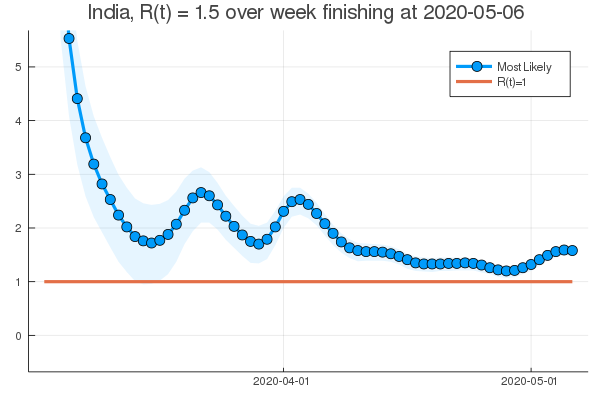 India, R(t) = 1.5 over week finishing at 2020-05-06
5
4
3
2
1
0
Most Likely
R(t)=1
2020-04-01
2020-05-01